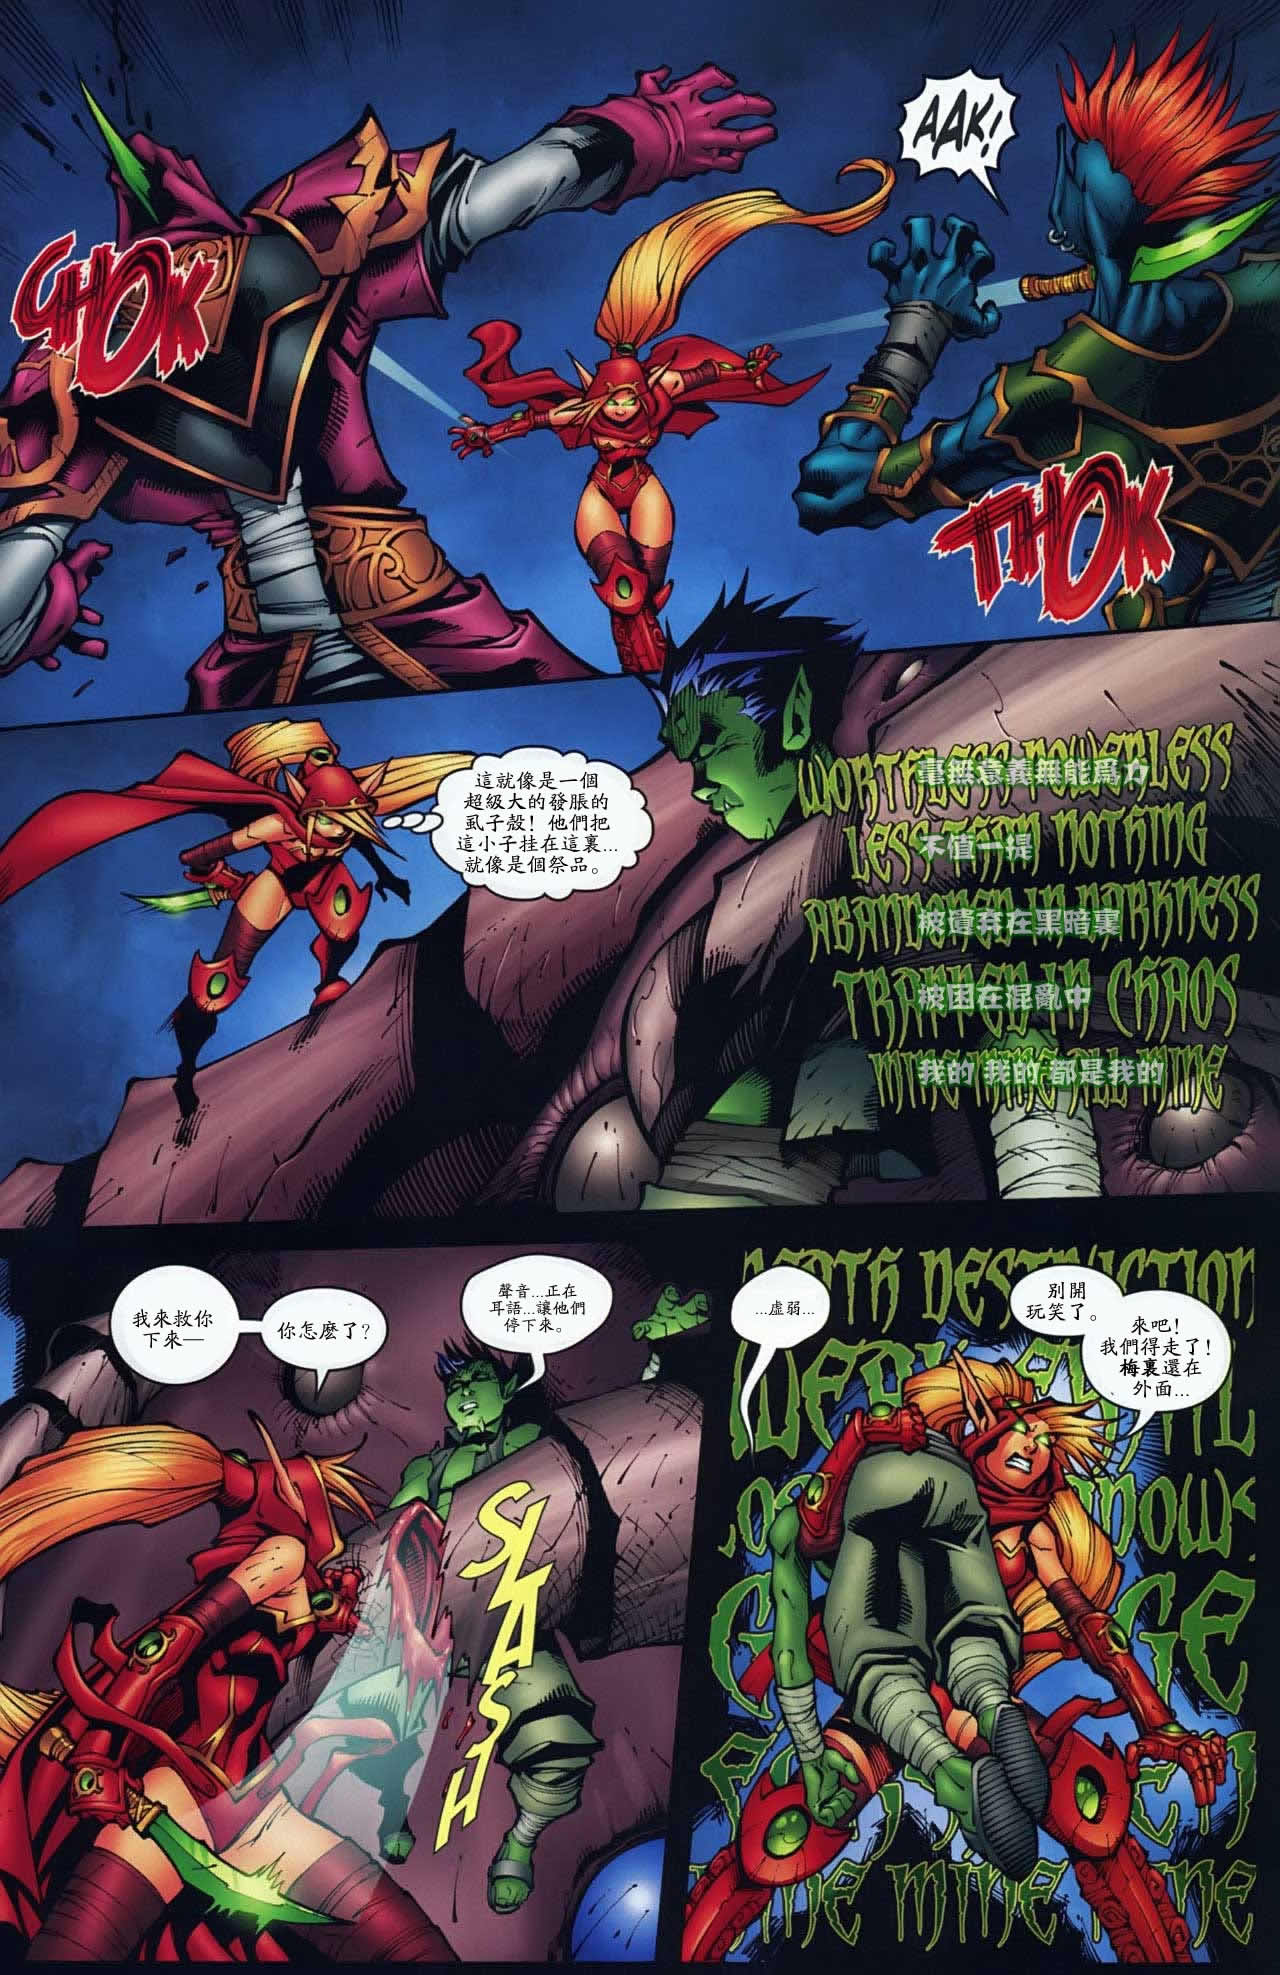 AAK!
CHOK
THOK
這就像是一個
超級大的發脹的
虱子殼！他們把
這小子挂在這裏...
就像是個祭品。
WORTHLESS POWERLESS
毫無意義無能爲力
LESS THAN NOTHING
不值一提
ABANDONED IN DARKNESS
被遺棄在黑暗裏
TRAPPED IN CHAOS
被困在混亂中
MINE MINE ALL MINE
我的 我的 都是我的
我來救你
下來—
你怎麽了？
聲音...正在
耳語...讓他們
停下來。
SLASH
...虛弱...
别開
玩笑了。
來吧！
我們得走了！
梅裏還在
外面...
DEATH DESTRUCTION
MINE MINE MINE